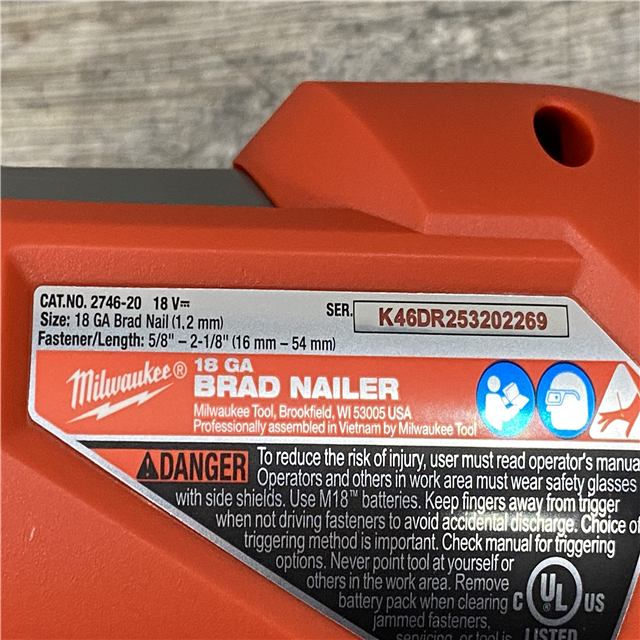 CAT.NO. 2746-20 18 V⎓
SER. K46DR253202269
Size: 18 GA Brad Nail (1,2 mm)
Fastener/Length: 5/8" – 2-1/8" (16 mm – 54 mm)
Milwaukee®
18 GA
BRAD NAILER
Milwaukee Tool, Brookfield, WI 53005 USA
Professionally assembled in Vietnam by Milwaukee Tool
DANGER
To reduce the risk of injury, user must read operator's manual
Operators and others in work area must wear safety glasses
with side shields. Use M18™ batteries. Keep fingers away from trigger
when not driving fasteners to avoid accidental discharge. Choice of
triggering method is important. Check manual for triggering
options. Never point tool at yourself or
others in the work area. Remove
battery pack when clearing
jammed fasteners,
servicing, or tool is
C UL US
LISTED